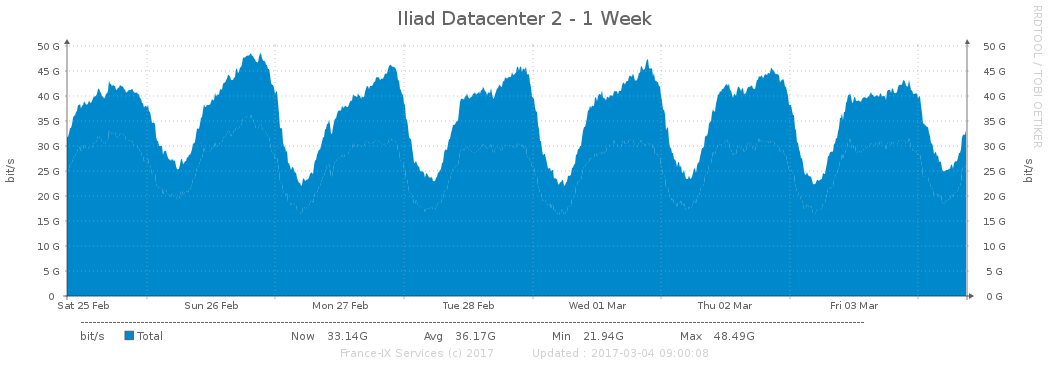 Iliad Datacenter 2 - 1 Week
RRDTOOL / TOBI OETIKER
bit/s
50 G 50 G
45 G 45 G
40 G 40 G
35 G 35 G
30 G 30 G
25 G 25 G
20 G 20 G
15 G 15 G
10 G 10 G
5 G 5 G
0 0 G
bit/s
Sat 25 Feb Sun 26 Feb Mon 27 Feb Tue 28 Feb Wed 01 Mar Thu 02 Mar Fri 03 Mar
bit/s Total Now 33.14G Avg 36.17G Min 21.94G Max 48.49G
France-IX Services (c) 2017 Updated : 2017-03-04 09:00:08